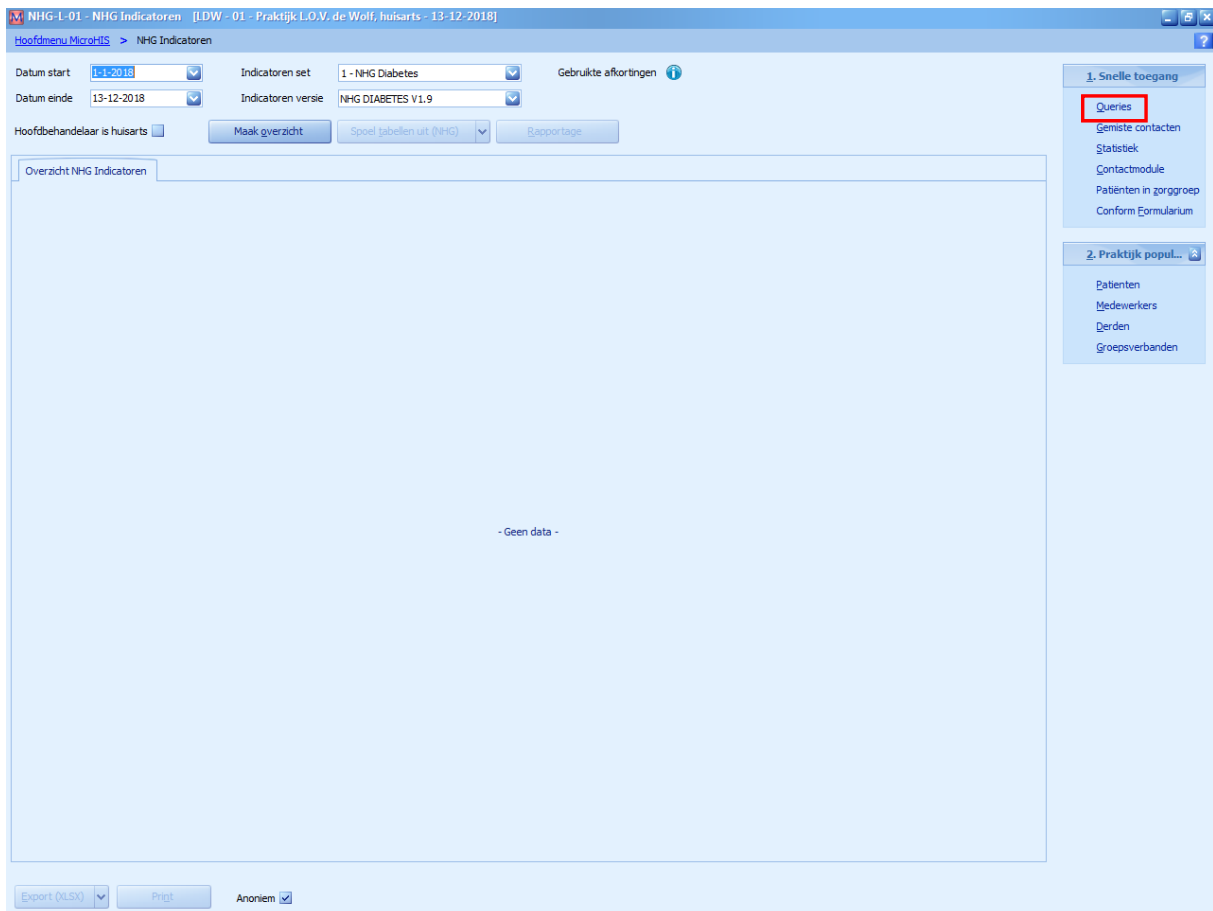 NHG-L-01 - NHG Indicatoren [LDW - 01 - Praktijk L.O.V. de Wolf, huisarts - 13-12-2018]
Hoofdmenu MicroHIS > NHG Indicatoren
?
Datum start 1-1-2018 Indicatoren set 1 - NHG Diabetes Gebruikte afkortingen
Datum einde 13-12-2018 Indicatoren versie NHG DIABETES V1.9
Hoofdbehandelaar is huisarts Maak overzicht Spoel tabellen uit (NHG) Rapportage
Overzicht NHG Indicatoren
- Geen data -
Export (XLSX) Print Anoniem
1. Snelle toegang
Queries
Gemiste contacten
Statistiek
Contactmodule
Patiënten in zorggroep
Conform Formularium
2. Praktijk popul...
Patienten
Medewerkers
Derden
Groepsverbanden